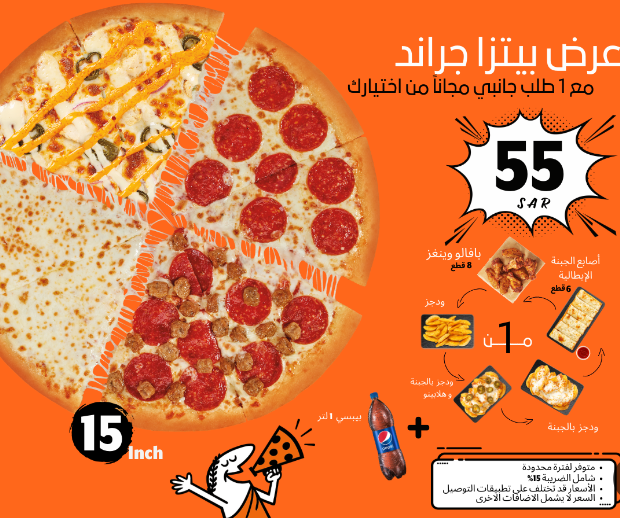 عرض بيتزا جراند
مع 1 طلب جانبي مجاناً من اختيارك
55
SAR
بافالو وينغز
8 قطع
أصابع الجبنة
الإيطالية
6 قطع
ودجز
1 مــن
ودجز بالجبنة
و هلابينو
ودجز بالجبنة
بيبسي 1 لتر
+
pepsi
15
Inch
• متوفر لفترة محدودة
• شامل الضريبة 15%
• الأسعار قد تختلف على تطبيقات التوصيل
• السعر لا يشمل الاضافات الاخرى